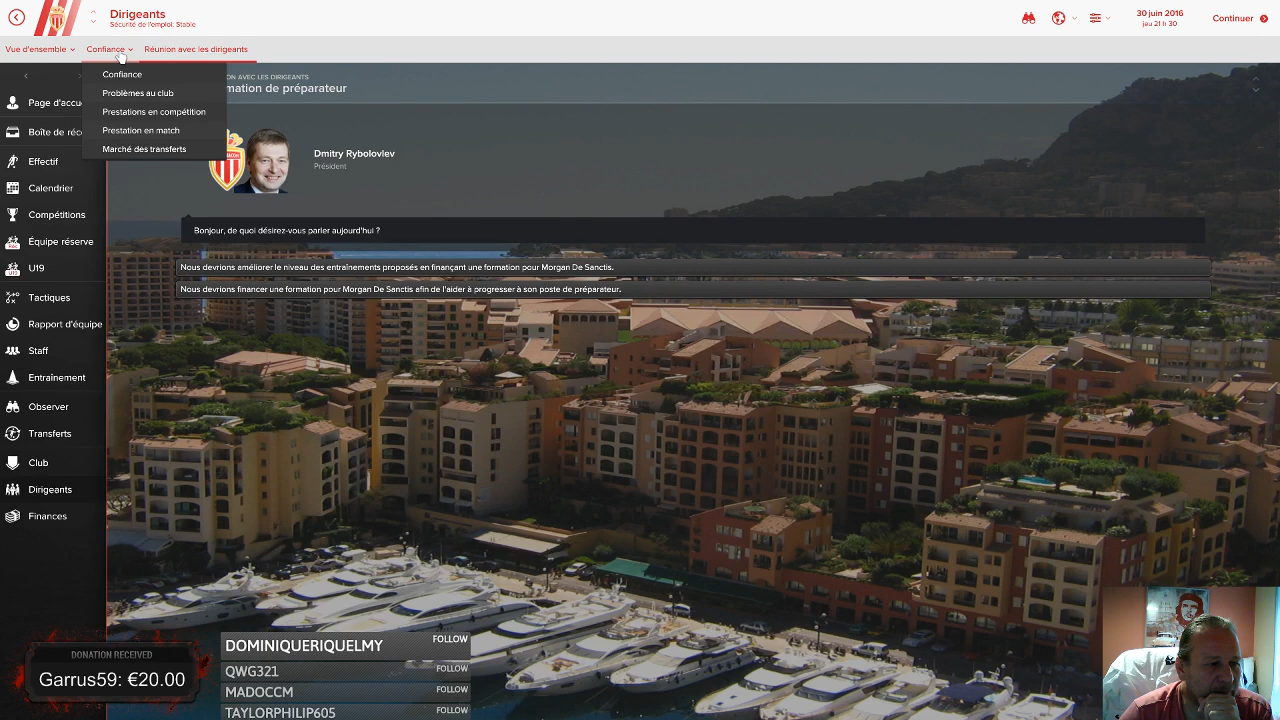 Dirigeants
Sécurité de l'emploi: Stable
30 juin 2016
jeu 21 h 30
Continuer
Vue d'ensemble
Confiance
Réunion avec les dirigeants
Confiance
Problèmes au club
Prestations en compétition
Prestation en match
Marché des transferts
ON AVEC LES DIRIGEANTS
mation de préparateur
Page d'accu
Boîte de réc
Effectif
Calendrier
Compétitions
Équipe réserve
U19
Tactiques
Rapport d'équipe
Staff
Entraînement
Observer
Transferts
Club
Dirigeants
Finances
Dmitry Rybolovlev
Président
Bonjour, de quoi désirez-vous parler aujourd'hui ?
Nous devrions améliorer le niveau des entraînements proposés en finançant une formation pour Morgan De Sanctis.
Nous devrions financer une formation pour Morgan De Sanctis afin de l'aider à progresser à son poste de préparateur.
DONATION RECEIVED
Garrus59: €20.00
DOMINIQUERIQUELMY FOLLOW
QWG321 FOLLOW
MADOCCM FOLLOW
TAYLORPHILIP605 FOLLOW